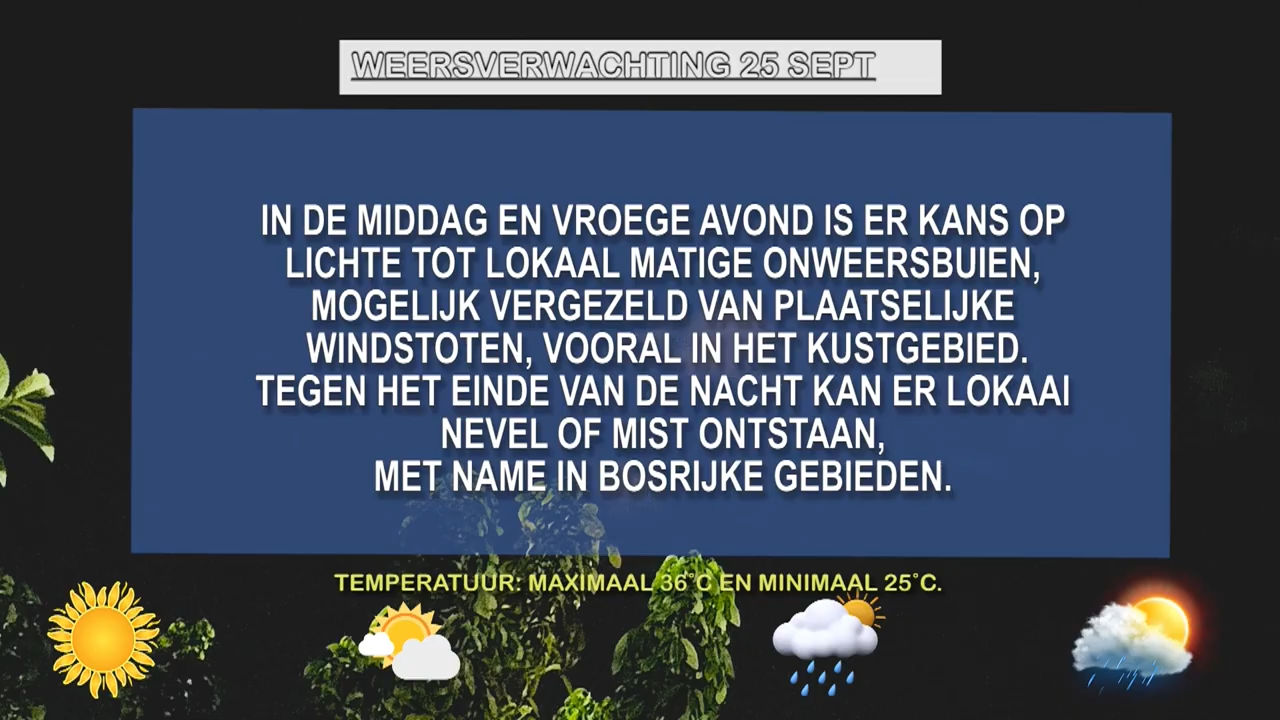 WEERSVERWACHTING 25 SEPT
IN DE MIDDAG EN VROEGE AVOND IS ER KANS OP
LICHTE TOT LOKAAL MATIGE ONWEERSBUIEN,
MOGELIJK VERGEZELD VAN PLAATSELIJKE
WINDSTOTEN, VOORAL IN HET KUSTGEBIED.
TEGEN HET EINDE VAN DE NACHT KAN ER LOKAAl
NEVEL OF MIST ONTSTAAN,
MET NAME IN BOSRIJKE GEBIEDEN.
TEMPERATUUR: MAXIMAAL 36°C EN MINIMAAL 25°C.